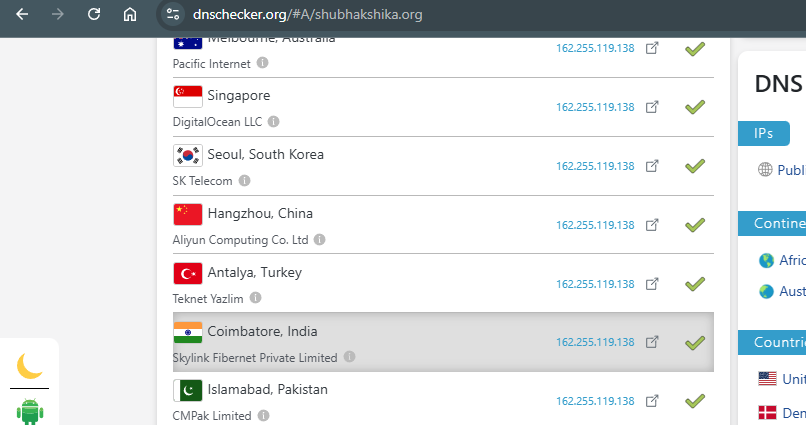 dnschecker.org/#A/shubhakshika.org
Melbourne, Australia
Pacific Internet
162.255.119.138
Singapore
DigitalOcean LLC
162.255.119.138
Seoul, South Korea
SK Telecom
162.255.119.138
Hangzhou, China
Aliyun Computing Co. Ltd
162.255.119.138
Antalya, Turkey
Teknet Yazlim
162.255.119.138
Coimbatore, India
Skylink Fibernet Private Limited
162.255.119.138
Islamabad, Pakistan
CMPak Limited
162.255.119.138
DNS
IPs
Publi
Contine
Afric
Aust
Countri
Unit
Den